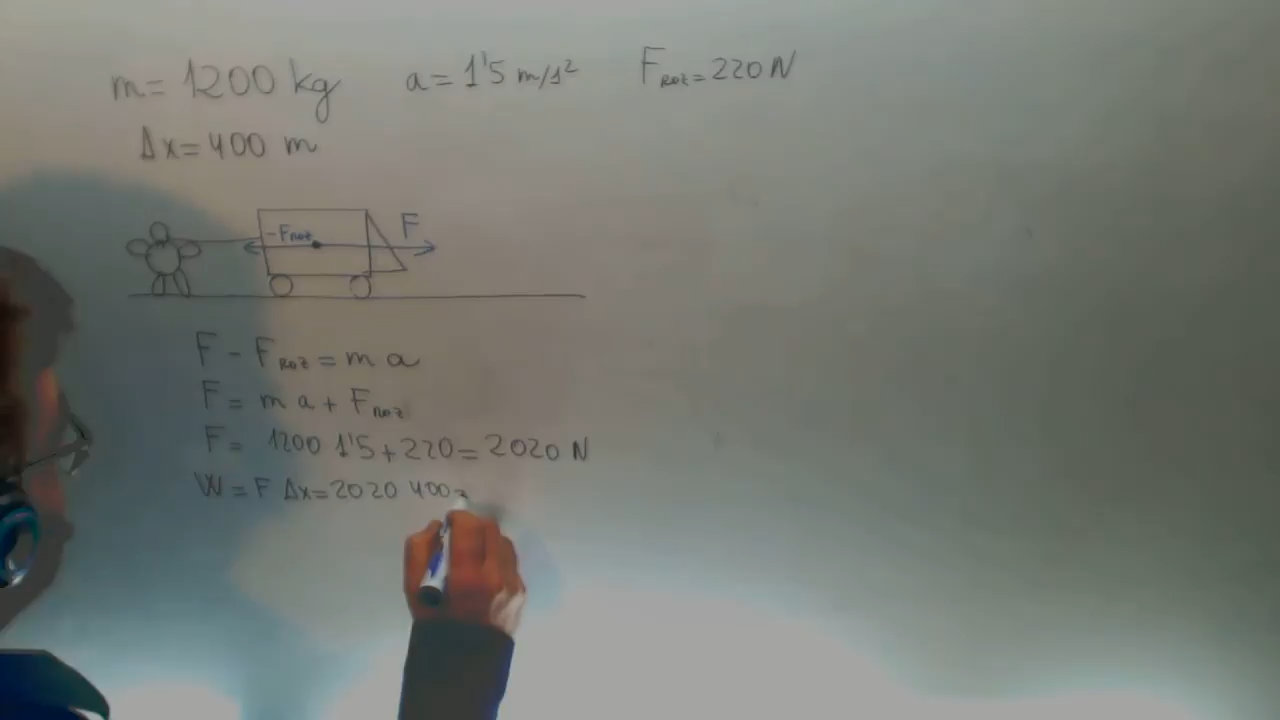 m = 1200 kg a = 1'5 m/s² F_ROZ = 220 N
Δx = 400 m
-F_ROZ F
F - F_ROZ = m a
F = m a + F_ROZ
F = 1200 1'5 + 220 = 2020 N
W = F Δx = 2020 400 =